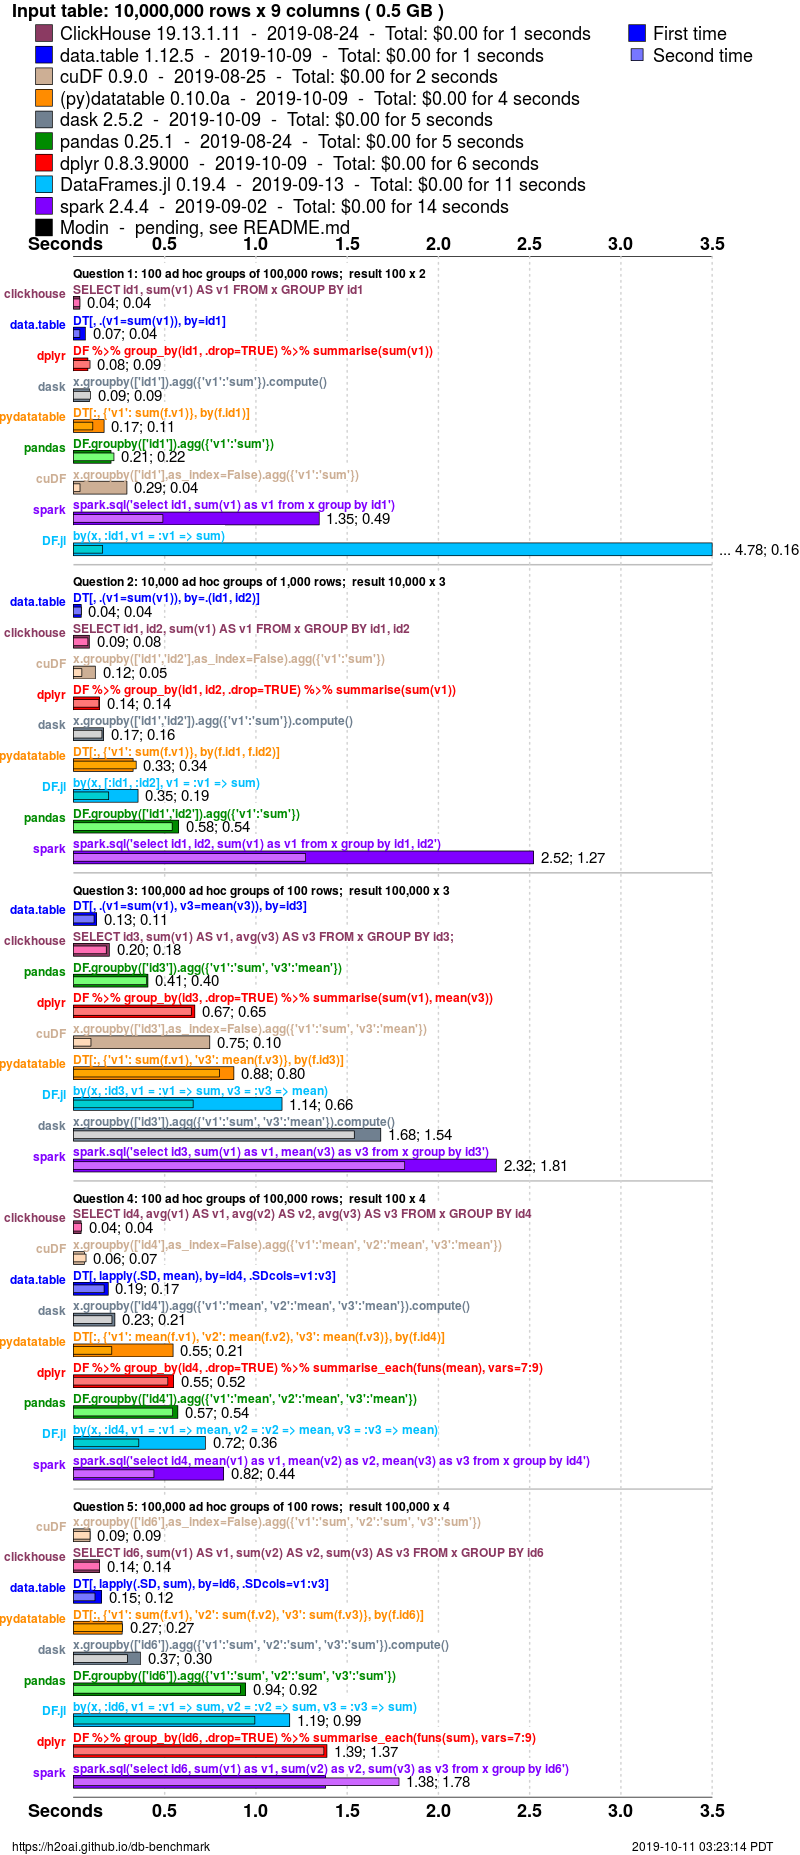 Input table: 10,000,000 rows x 9 columns ( 0.5 GB )
ClickHouse 19.13.1.11 - 2019-08-24 - Total: $0.00 for 1 seconds
First time
data.table 1.12.5 - 2019-10-09 - Total: $0.00 for 1 seconds
Second time
cuDF 0.9.0 - 2019-08-25 - Total: $0.00 for 2 seconds
(py)datatable 0.10.0a - 2019-10-09 - Total: $0.00 for 4 seconds
dask 2.5.2 - 2019-10-09 - Total: $0.00 for 5 seconds
pandas 0.25.1 - 2019-08-24 - Total: $0.00 for 5 seconds
dplyr 0.8.3.9000 - 2019-10-09 - Total: $0.00 for 6 seconds
DataFrames.jl 0.19.4 - 2019-09-13 - Total: $0.00 for 11 seconds
spark 2.4.4 - 2019-09-02 - Total: $0.00 for 14 seconds
Modin - pending, see README.md
Seconds 0.5 1.0 1.5 2.0 2.5 3.0 3.5
Question 1: 100 ad hoc groups of 100,000 rows; result 100 x 2
clickhouse SELECT id1, sum(v1) AS v1 FROM x GROUP BY id1
0.04; 0.04
data.table DT[, .(v1=sum(v1)), by=id1]
0.07; 0.04
dplyr DF %>% group_by(id1, .drop=TRUE) %>% summarise(sum(v1))
0.08; 0.09
dask x.groupby(['id1']).agg({'v1':'sum'}).compute()
0.09; 0.09
pydatatable DT[:, {'v1': sum(f.v1)}, by(f.id1)]
0.17; 0.11
pandas DF.groupby(['id1']).agg({'v1':'sum'})
0.21; 0.22
cuDF x.groupby(['id1'],as_index=False).agg({'v1':'sum'})
0.29; 0.04
spark spark.sql('select id1, sum(v1) as v1 from x group by id1')
1.35; 0.49
DF.jl by(x, :id1, v1 = :v1 => sum)
... 4.78; 0.16
Question 2: 10,000 ad hoc groups of 1,000 rows; result 10,000 x 3
data.table DT[, .(v1=sum(v1)), by=.(id1, id2)]
0.04; 0.04
clickhouse SELECT id1, id2, sum(v1) AS v1 FROM x GROUP BY id1, id2
0.09; 0.08
cuDF x.groupby(['id1','id2'],as_index=False).agg({'v1':'sum'})
0.12; 0.05
dplyr DF %>% group_by(id1, id2, .drop=TRUE) %>% summarise(sum(v1))
0.14; 0.14
dask x.groupby(['id1','id2']).agg({'v1':'sum'}).compute()
0.17; 0.16
pydatatable DT[:, {'v1': sum(f.v1)}, by(f.id1, f.id2)]
0.33; 0.34
DF.jl by(x, [:id1, :id2], v1 = :v1 => sum)
0.35; 0.19
pandas DF.groupby(['id1','id2']).agg({'v1':'sum'})
0.58; 0.54
spark spark.sql('select id1, id2, sum(v1) as v1 from x group by id1, id2')
2.52; 1.27
Question 3: 100,000 ad hoc groups of 100 rows; result 100,000 x 3
data.table DT[, .(v1=sum(v1), v3=mean(v3)), by=id3]
0.13; 0.11
clickhouse SELECT id3, sum(v1) AS v1, avg(v3) AS v3 FROM x GROUP BY id3;
0.20; 0.18
pandas DF.groupby(['id3']).agg({'v1':'sum', 'v3':'mean'})
0.41; 0.40
dplyr DF %>% group_by(id3, .drop=TRUE) %>% summarise(sum(v1), mean(v3))
0.67; 0.65
cuDF x.groupby(['id3'],as_index=False).agg({'v1':'sum', 'v3':'mean'})
0.75; 0.10
pydatatable DT[:, {'v1': sum(f.v1), 'v3': mean(f.v3)}, by(f.id3)]
0.88; 0.80
DF.jl by(x, :id3, v1 = :v1 => sum, v3 = :v3 => mean)
1.14; 0.66
dask x.groupby(['id3']).agg({'v1':'sum', 'v3':'mean'}).compute()
1.68; 1.54
spark spark.sql('select id3, sum(v1) as v1, mean(v3) as v3 from x group by id3')
2.32; 1.81
Question 4: 100 ad hoc groups of 100,000 rows; result 100 x 4
clickhouse SELECT id4, avg(v1) AS v1, avg(v2) AS v2, avg(v3) AS v3 FROM x GROUP BY id4
0.04; 0.04
cuDF x.groupby(['id4'],as_index=False).agg({'v1':'mean', 'v2':'mean', 'v3':'mean'})
0.06; 0.07
data.table DT[, lapply(.SD, mean), by=id4, .SDcols=v1:v3]
0.19; 0.17
dask x.groupby(['id4']).agg({'v1':'mean', 'v2':'mean', 'v3':'mean'}).compute()
0.23; 0.21
pydatatable DT[:, {'v1': mean(f.v1), 'v2': mean(f.v2), 'v3': mean(f.v3)}, by(f.id4)]
0.55; 0.21
dplyr DF %>% group_by(id4, .drop=TRUE) %>% summarise_each(funs(mean), vars=7:9)
0.55; 0.52
pandas DF.groupby(['id4']).agg({'v1':'mean', 'v2':'mean', 'v3':'mean'})
0.57; 0.54
DF.jl by(x, :id4, v1 = :v1 => mean, v2 = :v2 => mean, v3 = :v3 => mean)
0.72; 0.36
spark spark.sql('select id4, mean(v1) as v1, mean(v2) as v2, mean(v3) as v3 from x group by id4')
0.82; 0.44
Question 5: 100,000 ad hoc groups of 100 rows; result 100,000 x 4
cuDF x.groupby(['id6'],as_index=False).agg({'v1':'sum', 'v2':'sum', 'v3':'sum'})
0.09; 0.09
clickhouse SELECT id6, sum(v1) AS v1, sum(v2) AS v2, sum(v3) AS v3 FROM x GROUP BY id6
0.14; 0.14
data.table DT[, lapply(.SD, sum), by=id6, .SDcols=v1:v3]
0.15; 0.12
pydatatable DT[:, {'v1': sum(f.v1), 'v2': sum(f.v2), 'v3': sum(f.v3)}, by(f.id6)]
0.27; 0.27
dask x.groupby(['id6']).agg({'v1':'sum', 'v2':'sum', 'v3':'sum'}).compute()
0.37; 0.30
pandas DF.groupby(['id6']).agg({'v1':'sum', 'v2':'sum', 'v3':'sum'})
0.94; 0.92
DF.jl by(x, :id6, v1 = :v1 => sum, v2 = :v2 => sum, v3 = :v3 => sum)
1.19; 0.99
dplyr DF %>% group_by(id6, .drop=TRUE) %>% summarise_each(funs(sum), vars=7:9)
1.39; 1.37
spark spark.sql('select id6, sum(v1) as v1, sum(v2) as v2, sum(v3) as v3 from x group by id6')
1.38; 1.78
Seconds 0.5 1.0 1.5 2.0 2.5 3.0 3.5
https://h2oai.github.io/db-benchmark
2019-10-11 03:23:14 PDT